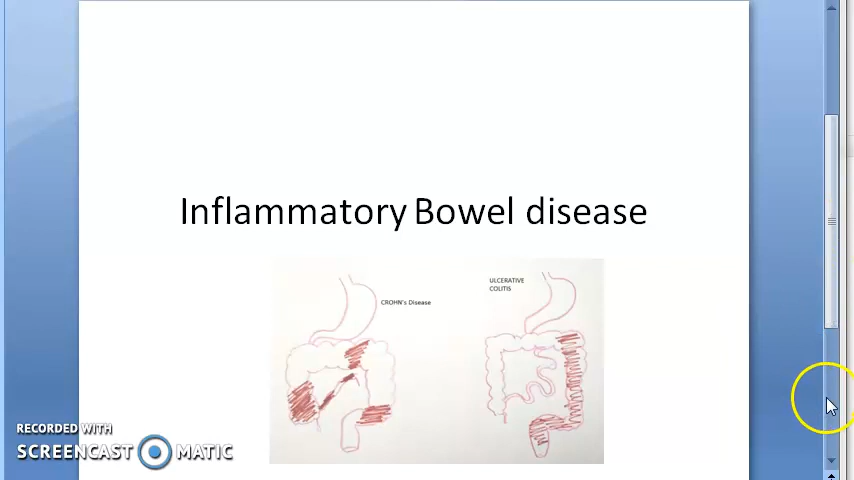 Inflammatory Bowel disease
CROHN's Disease
ULCERATIVE
COLITIS
RECORDED WITH
SCREENCAST MATIC